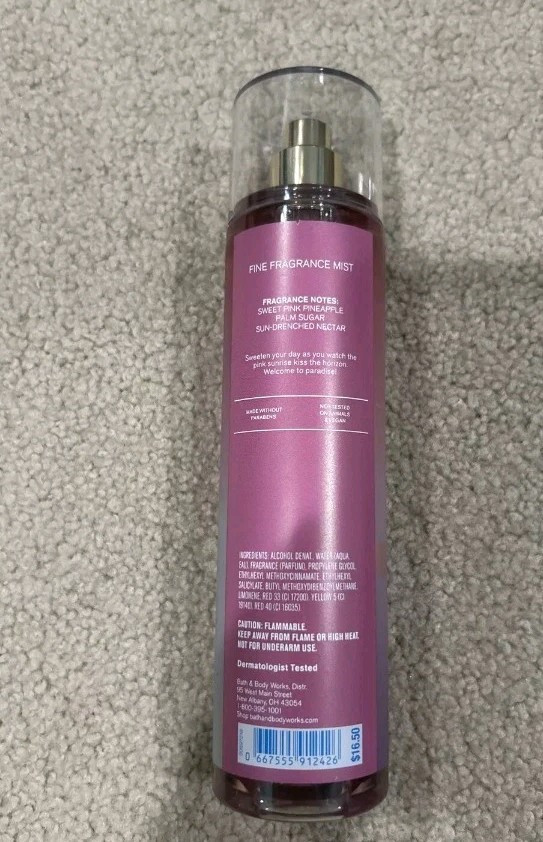 FINE FRAGRANCE MIST
FRAGRANCE NOTES:
SWEET PINK PINEAPPLE
PALM SUGAR
SUN-DRENCHED NECTAR
Sweeten your day as you watch the
pink sunrise kiss the horizon.
Welcome to paradise!
MADE WITHOUT
PARABENS
NOT TESTED
ON ANIMALS
& VEGAN
INGREDIENTS: ALCOHOL DENAT., WATER (AQUA,
EAU), FRAGRANCE (PARFUM), PROPYLENE GLYCOL,
ETHYLHEXYL METHOXYCINNAMATE, ETHYLHEXYL
SALICYLATE, BUTYL METHOXYDIBENZOYLMETHANE,
LIMONENE, RED 33 (CI 17200), YELLOW 5 (CI
19140), RED 40 (CI 16035)
CAUTION: FLAMMABLE.
KEEP AWAY FROM FLAME OR HIGH HEAT.
NOT FOR UNDERARM USE.
Dermatologist Tested
Bath & Body Works, Distr.
95 West Main Street
New Albany, OH 43054
1-800-395-1001
Shop bathandbodyworks.com
0 667555 912426
$16.50